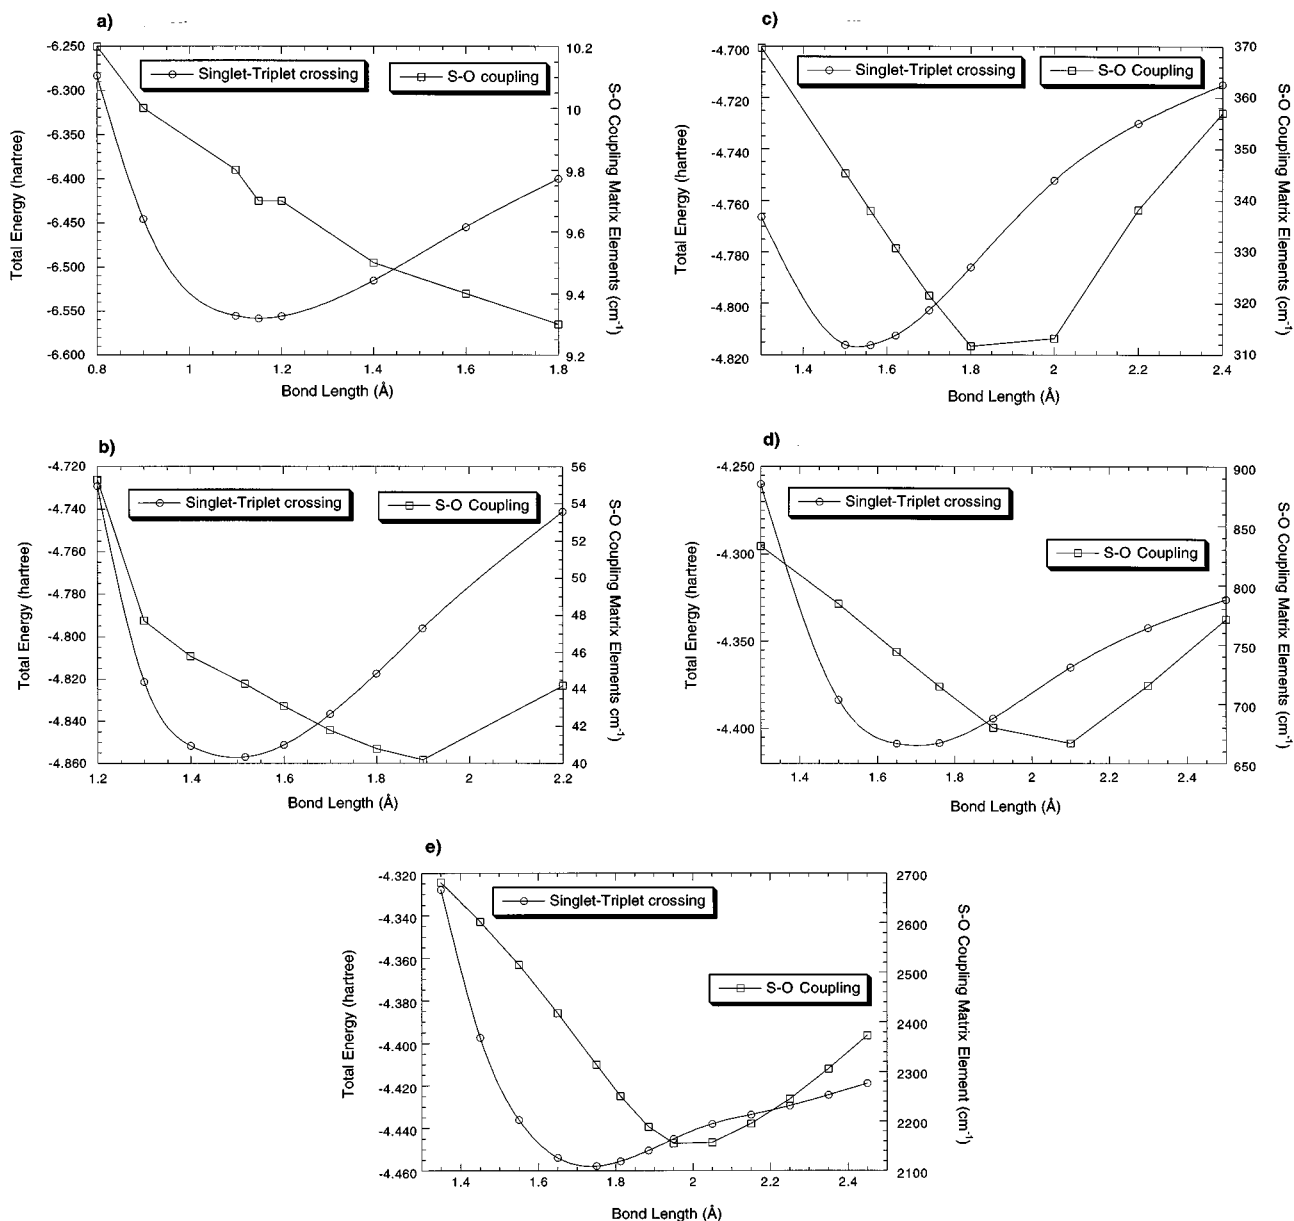 a)
Singlet-Triplet crossing
S-O coupling
Total Energy (hartree)
-6.250
-6.300
-6.350
-6.400
-6.450
-6.500
-6.550
-6.600
10.2
10
9.8
9.6
9.4
9.2
S-O Coupling Matrix Elements (cm-1)
0.8 1 1.2 1.4 1.6 1.8
Bond Length (Å)
c)
Singlet-Triplet crossing
S-O Coupling
Total Energy (hartree)
-4.700
-4.720
-4.740
-4.760
-4.780
-4.800
-4.820
370
360
350
340
330
320
310
S-O Coupling Matrix Elements (cm-1)
1.4 1.6 1.8 2 2.2 2.4
Bond Length (Å)
b)
Singlet-Triplet crossing
S-O Coupling
Total Energy (hartree)
-4.720
-4.740
-4.760
-4.780
-4.800
-4.820
-4.840
-4.860
56
54
52
50
48
46
44
42
40
S-O Coupling Matrix Elements cm-1)
1.2 1.4 1.6 1.8 2 2.2
Bond Length (Å)
d)
Singlet-Triplet crossing
S-O Coupling
Total Energy (hartree)
-4.250
-4.300
-4.350
-4.400
900
850
800
750
700
650
S-O Coupling Matrix Elements (cm-1)
1.4 1.6 1.8 2 2.2 2.4
Bond Length (Å)
e)
Singlet-Triplet crossing
S-O Coupling
Total Energy (hartree)
-4.320
-4.340
-4.360
-4.380
-4.400
-4.420
-4.440
-4.460
2700
2600
2500
2400
2300
2200
2100
S-O Coupling Matrix Element (cm-1)
1.4 1.6 1.8 2 2.2 2.4
Bond Length (Å)